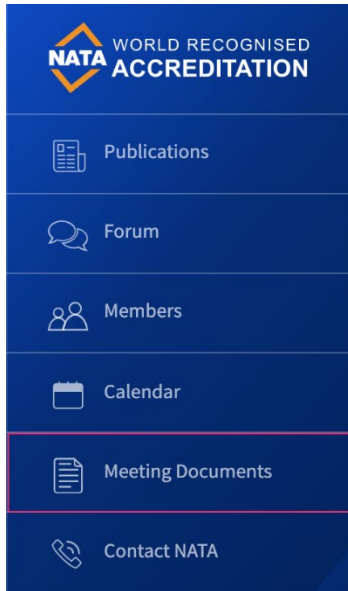 NATA
WORLD RECOGNISED
ACCREDITATION
Publications
Forum
Members
Calendar
Meeting Documents
Contact NATA